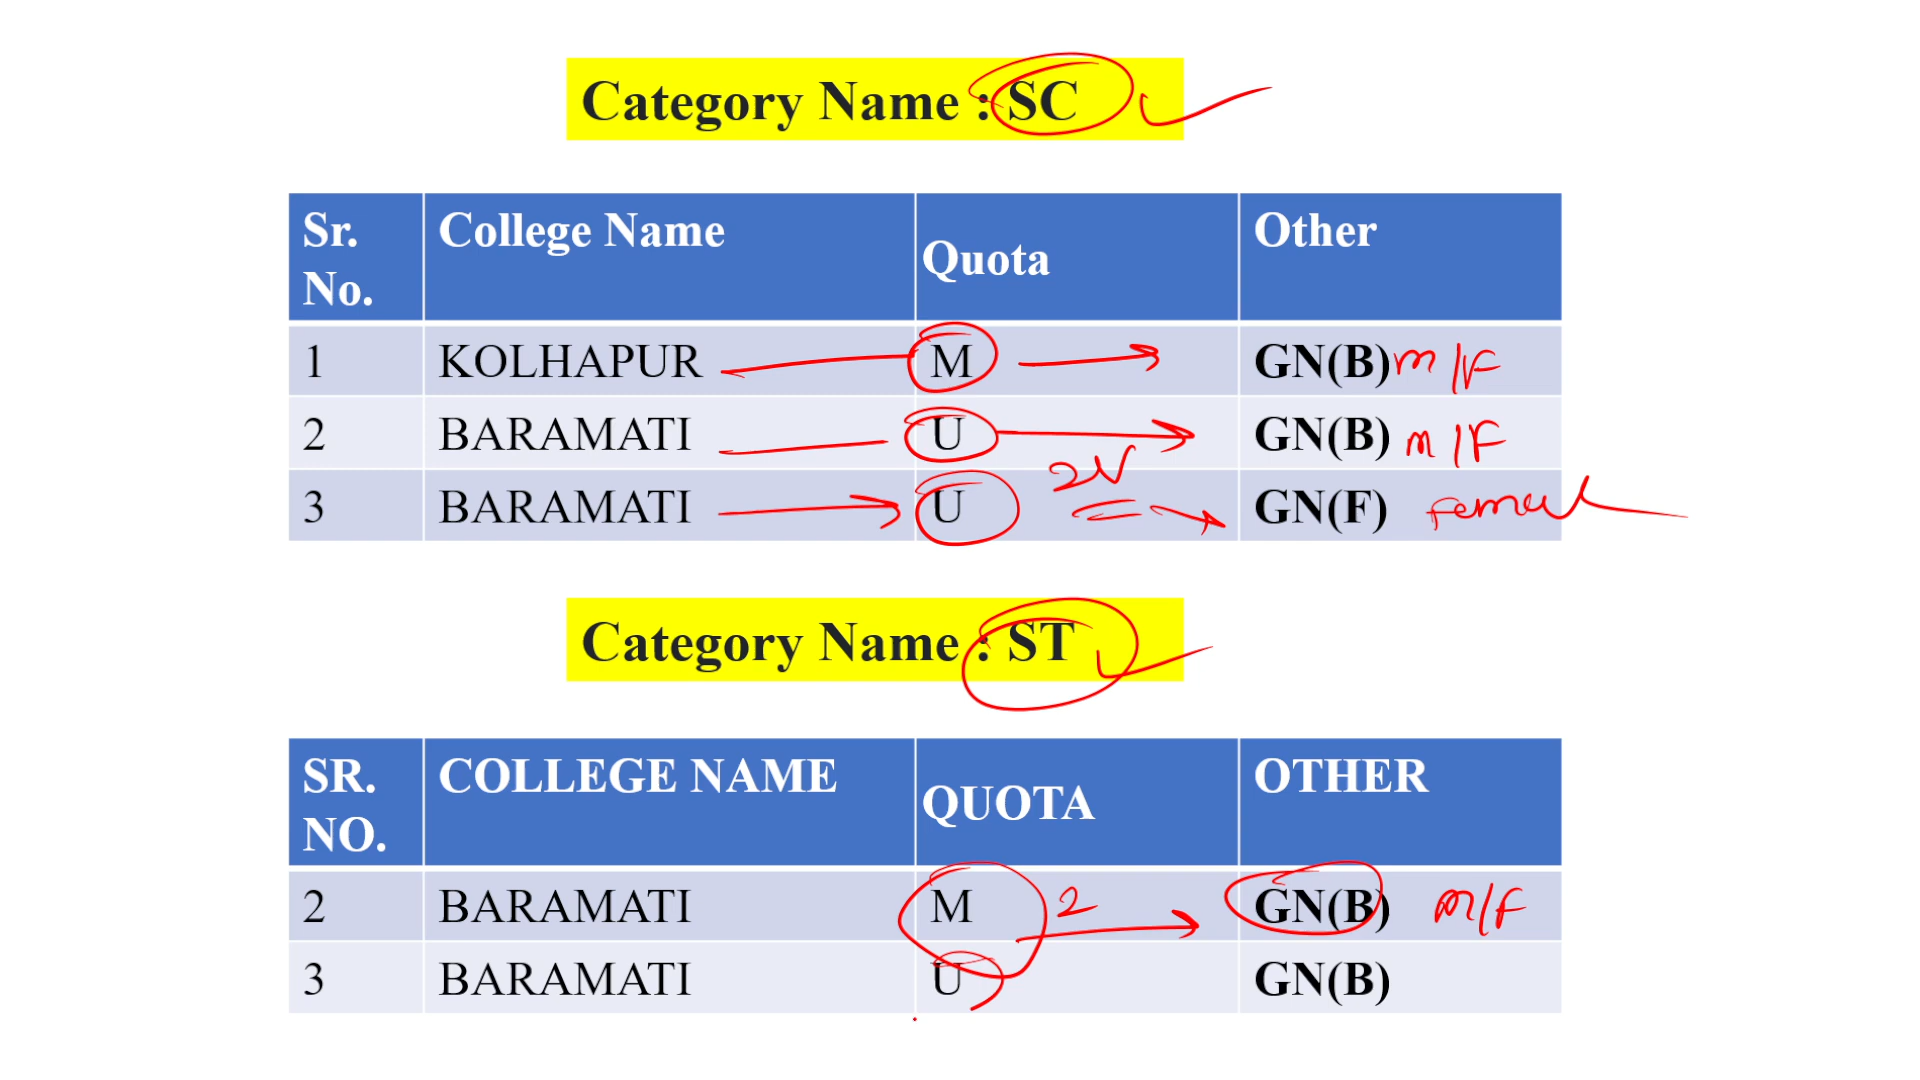 Category Name : SC
Sr. No. College Name Quota Other
1 KOLHAPUR M GN(B) m/F
2 BARAMATI U GN(B) m/F
3 BARAMATI U GN(F)
Category Name : ST
SR. NO. COLLEGE NAME QUOTA OTHER
2 BARAMATI M 2 GN(B) m/F
3 BARAMATI U GN(B)